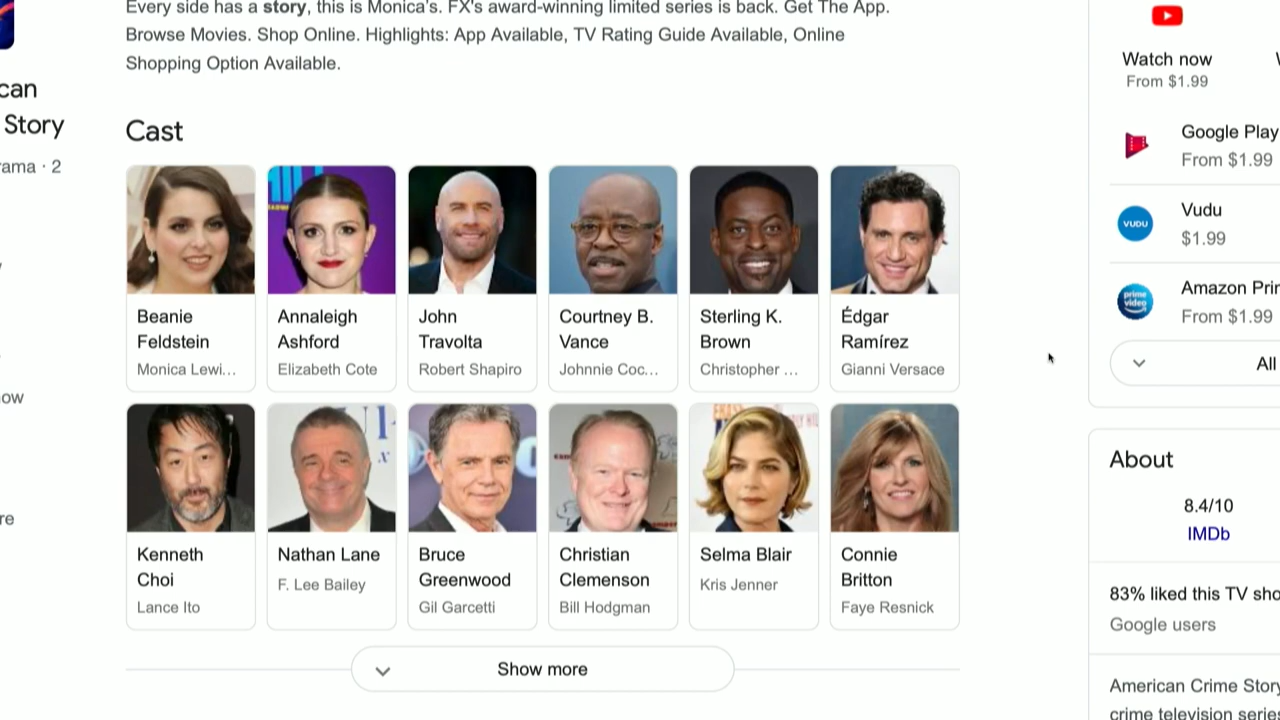 Every side has a story, this is Monica's. FX's award-winning limited series is back. Get The App.
Browse Movies. Shop Online. Highlights: App Available, TV Rating Guide Available, Online
Shopping Option Available.
can
Story
ama · 2
ow
re
Cast
Beanie
Feldstein
Monica Lewi...
Annaleigh
Ashford
Elizabeth Cote
John
Travolta
Robert Shapiro
Courtney B.
Vance
Johnnie Coc...
Sterling K.
Brown
Christopher ...
Édgar
Ramírez
Gianni Versace
Kenneth
Choi
Lance Ito
Nathan Lane
F. Lee Bailey
Bruce
Greenwood
Gil Garcetti
Christian
Clemenson
Bill Hodgman
Selma Blair
Kris Jenner
Connie
Britton
Faye Resnick
Show more
Watch now
From $1.99
Google Play
From $1.99
VUDU
Vudu
$1.99
prime
video
Amazon Pri
From $1.99
All
About
8.4/10
IMDb
83% liked this TV sho
Google users
American Crime Story
crime television series